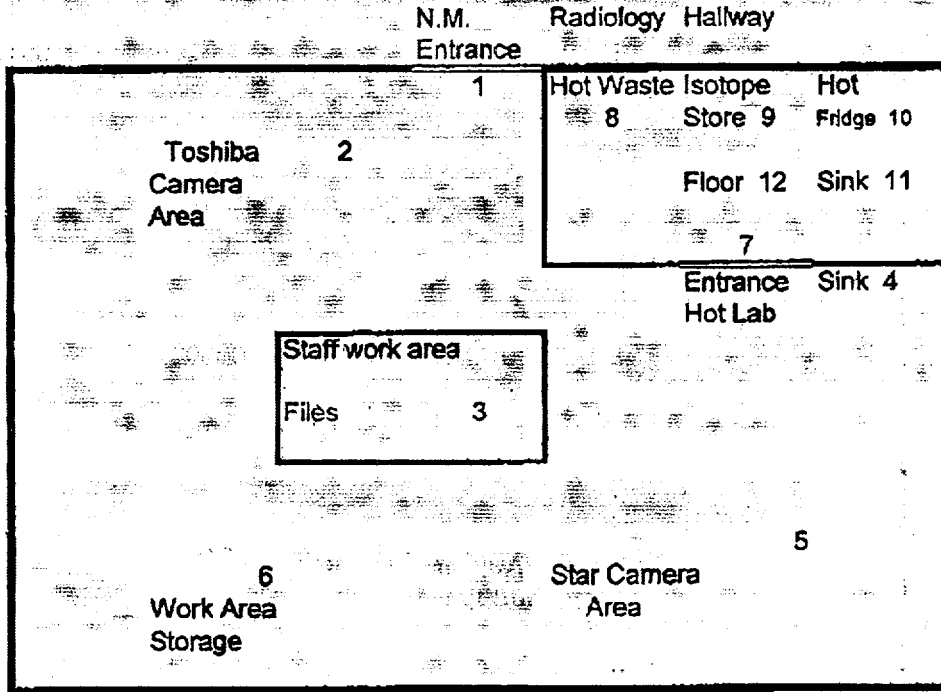 N.M. Radiology Hallway
Entrance
1 Hot Waste Isotope Hot
8 Store 9 Fridge 10
Toshiba 2
Camera Floor 12 Sink 11
Area
7
Entrance Sink 4
Hot Lab
Staff work area
Files 3
5
6 Star Camera
Work Area Area
Storage